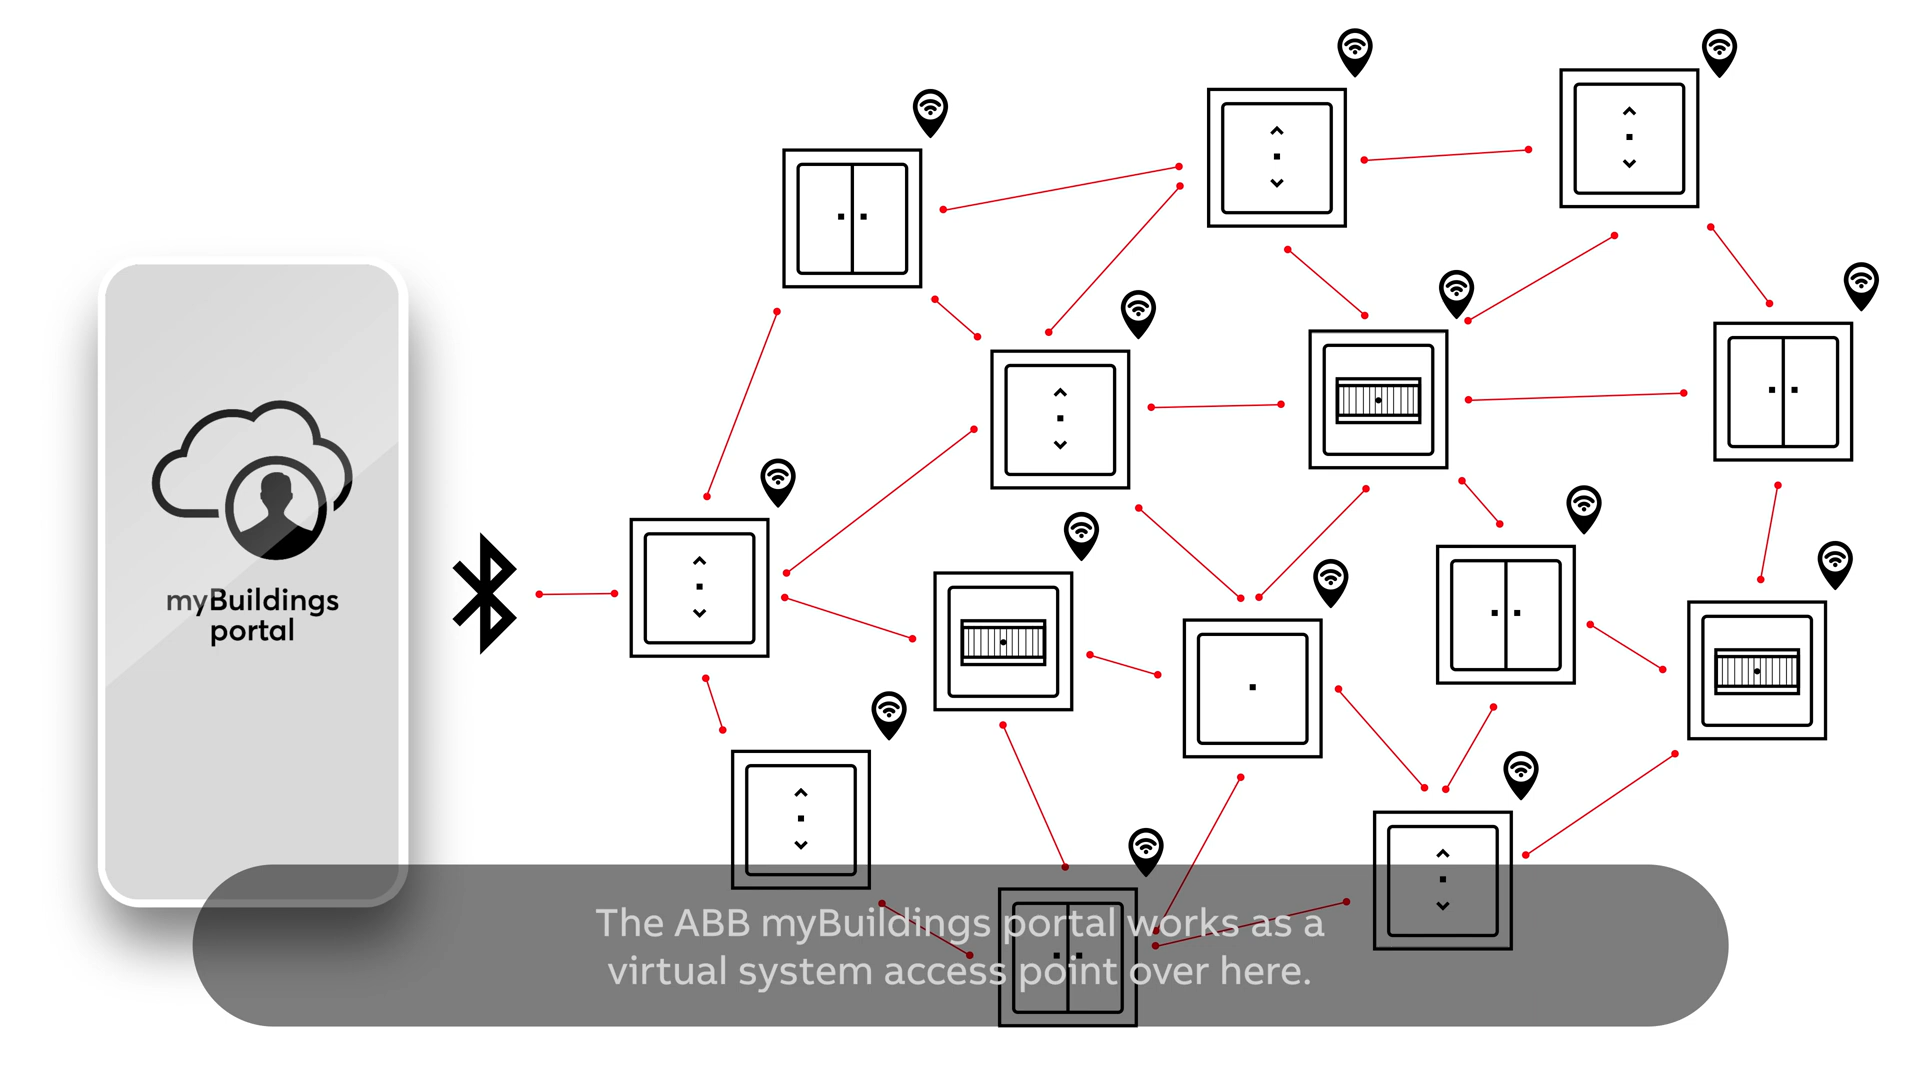 myBuildings
portal
The ABB myBuildings portal works as a
virtual system access point over here.